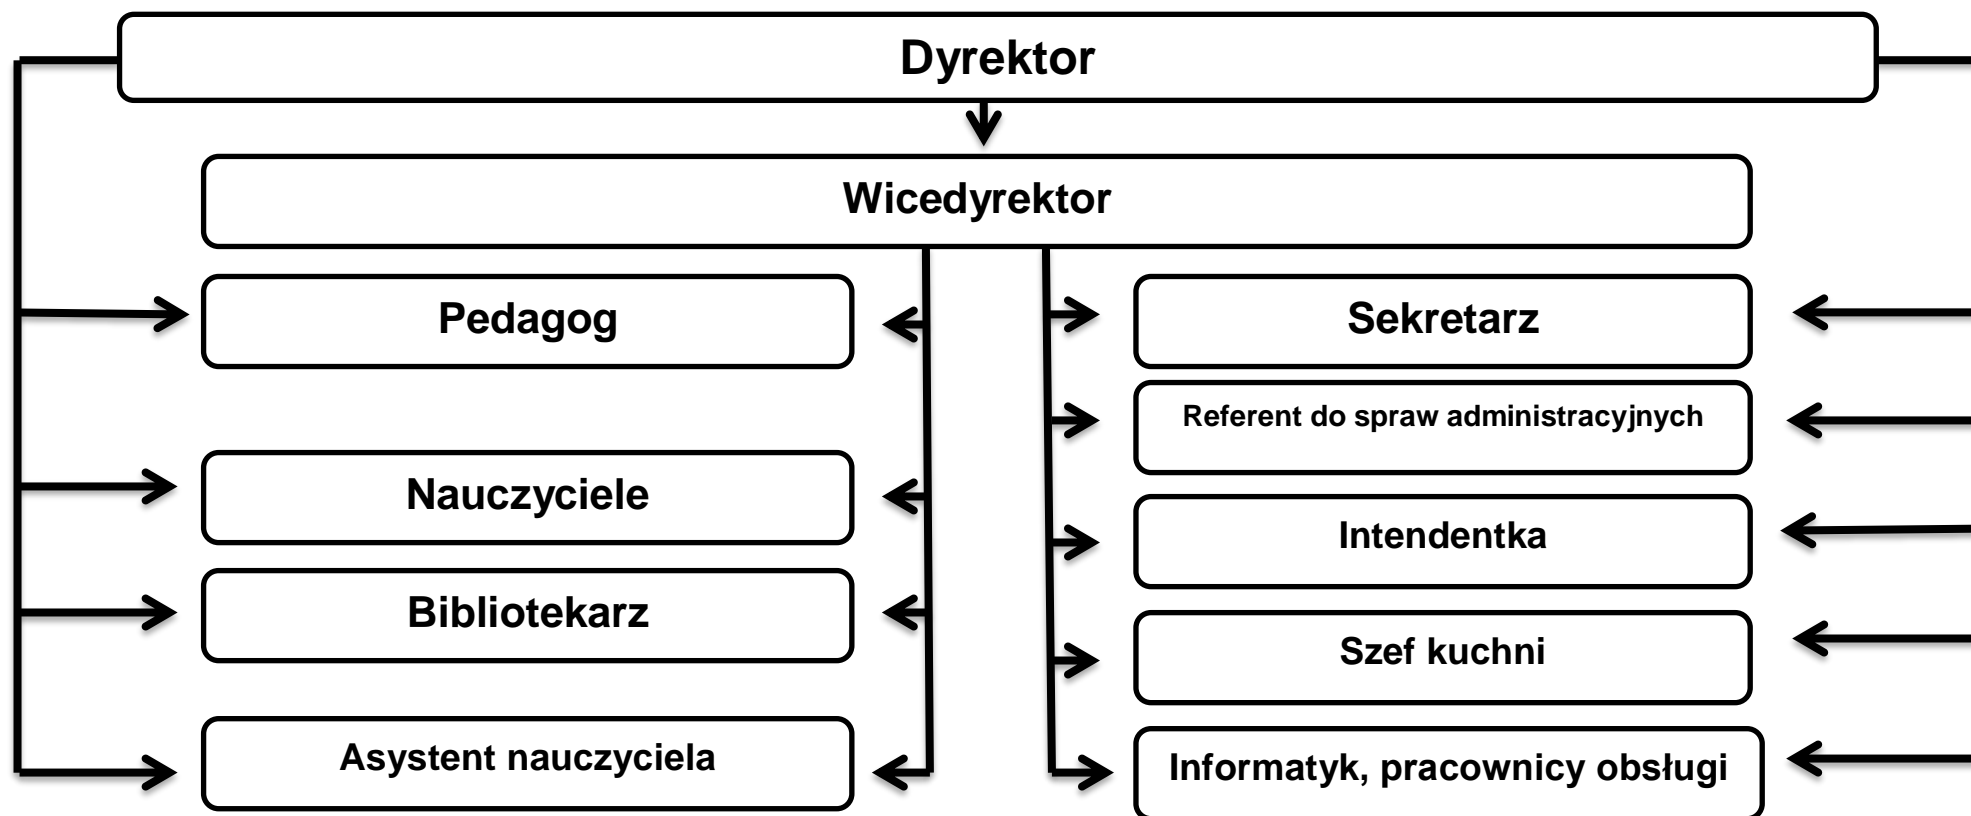 Dyrektor
Wicedyrektor
Pedagog
Nauczyciele
Bibliotekarz
Asystent nauczyciela
Sekretarz
Referent do spraw administracyjnych
Intendentka
Szef kuchni
Informatyk, pracownicy obsługi